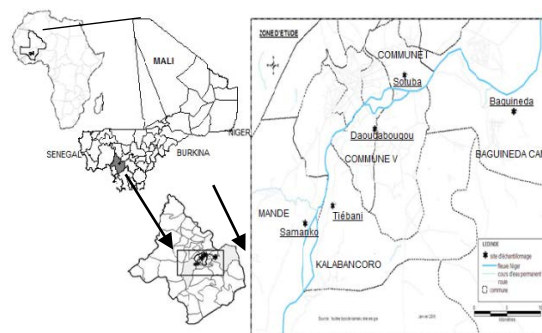 MALI
NIGER
SENEGAL
BURKINA
ZONE D'ETUDE
COMMUNE I
Sotuba
Baguineda
Daoudabougou
COMMUNE V
BAGUINEDA CAM
MANDE
Tiébani
Samanko
KALABANCORO
LEGENDE
site d'échantillonnage
fleuve Niger
cours d'eau permanent
route
commune